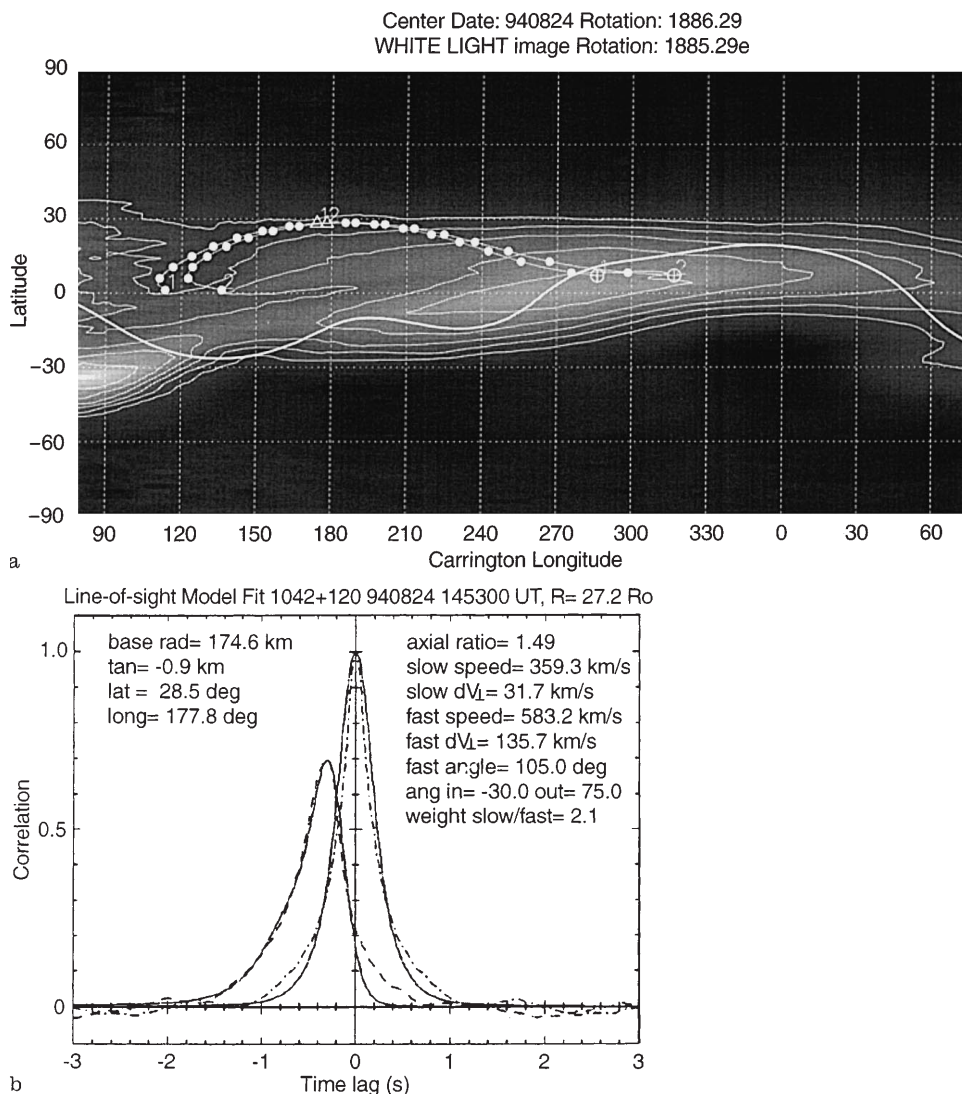 Center Date: 940824 Rotation: 1886.29
WHITE LIGHT image Rotation: 1885.29e
90
60
30
0
−30
−60
−90
Latitude
12
1
2
1
2
90 120 150 180 210 240 270 300 330 0 30 60
Carrington Longitude
a
Line-of-sight Model Fit 1042+120 940824 145300 UT, R= 27.2 Ro
base rad= 174.6 km
tan= -0.9 km
lat = 28.5 deg
long= 177.8 deg
axial ratio= 1.49
slow speed= 359.3 km/s
slow dV⊥= 31.7 km/s
fast speed= 583.2 km/s
fast dV⊥= 135.7 km/s
fast angle= 105.0 deg
ang in= -30.0 out= 75.0
weight slow/fast= 2.1
1.0
0.5
0
Correlation
-3 -2 -1 0 1 2 3
Time lag (s)
b